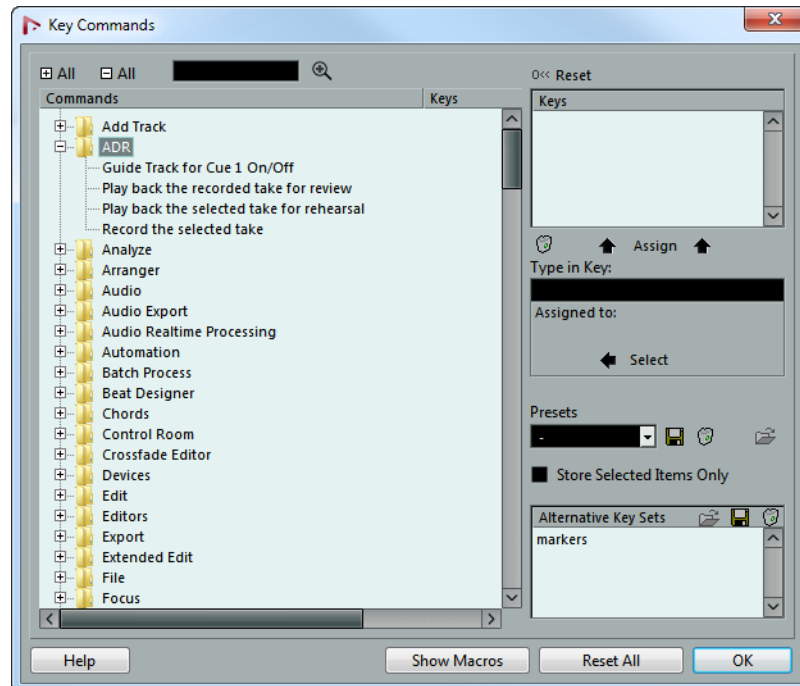 Key Commands
All All
0<< Reset
Commands Keys
Keys
Add Track
ADR
Guide Track for Cue 1 On/Off
Play back the recorded take for review
Play back the selected take for rehearsal
Record the selected take
Analyze
Arranger
Audio
Audio Export
Audio Realtime Processing
Automation
Batch Process
Beat Designer
Chords
Control Room
Crossfade Editor
Devices
Edit
Editors
Export
Extended Edit
File
Focus
Assign
Type in Key:
Assigned to:
Select
Presets
-
Store Selected Items Only
Alternative Key Sets
markers
Help Show Macros Reset All OK